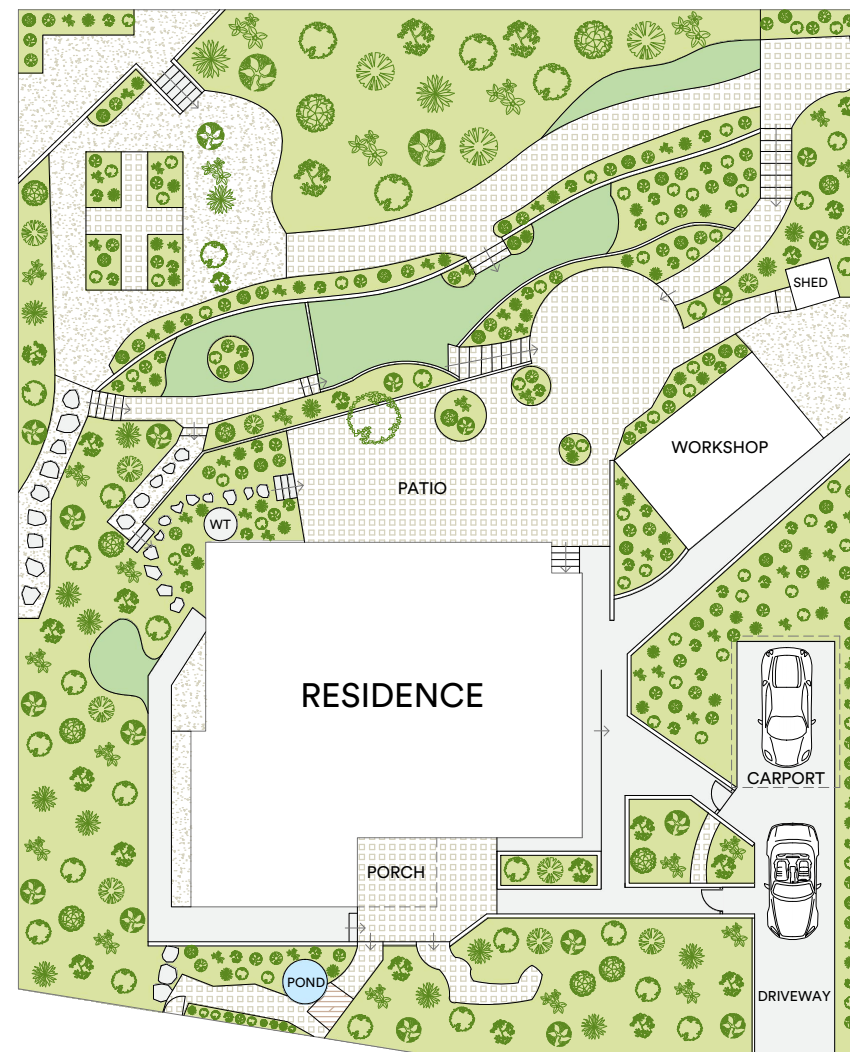 SHED
WORKSHOP
PATIO
WT
RESIDENCE
CARPORT
PORCH
POND
DRIVEWAY